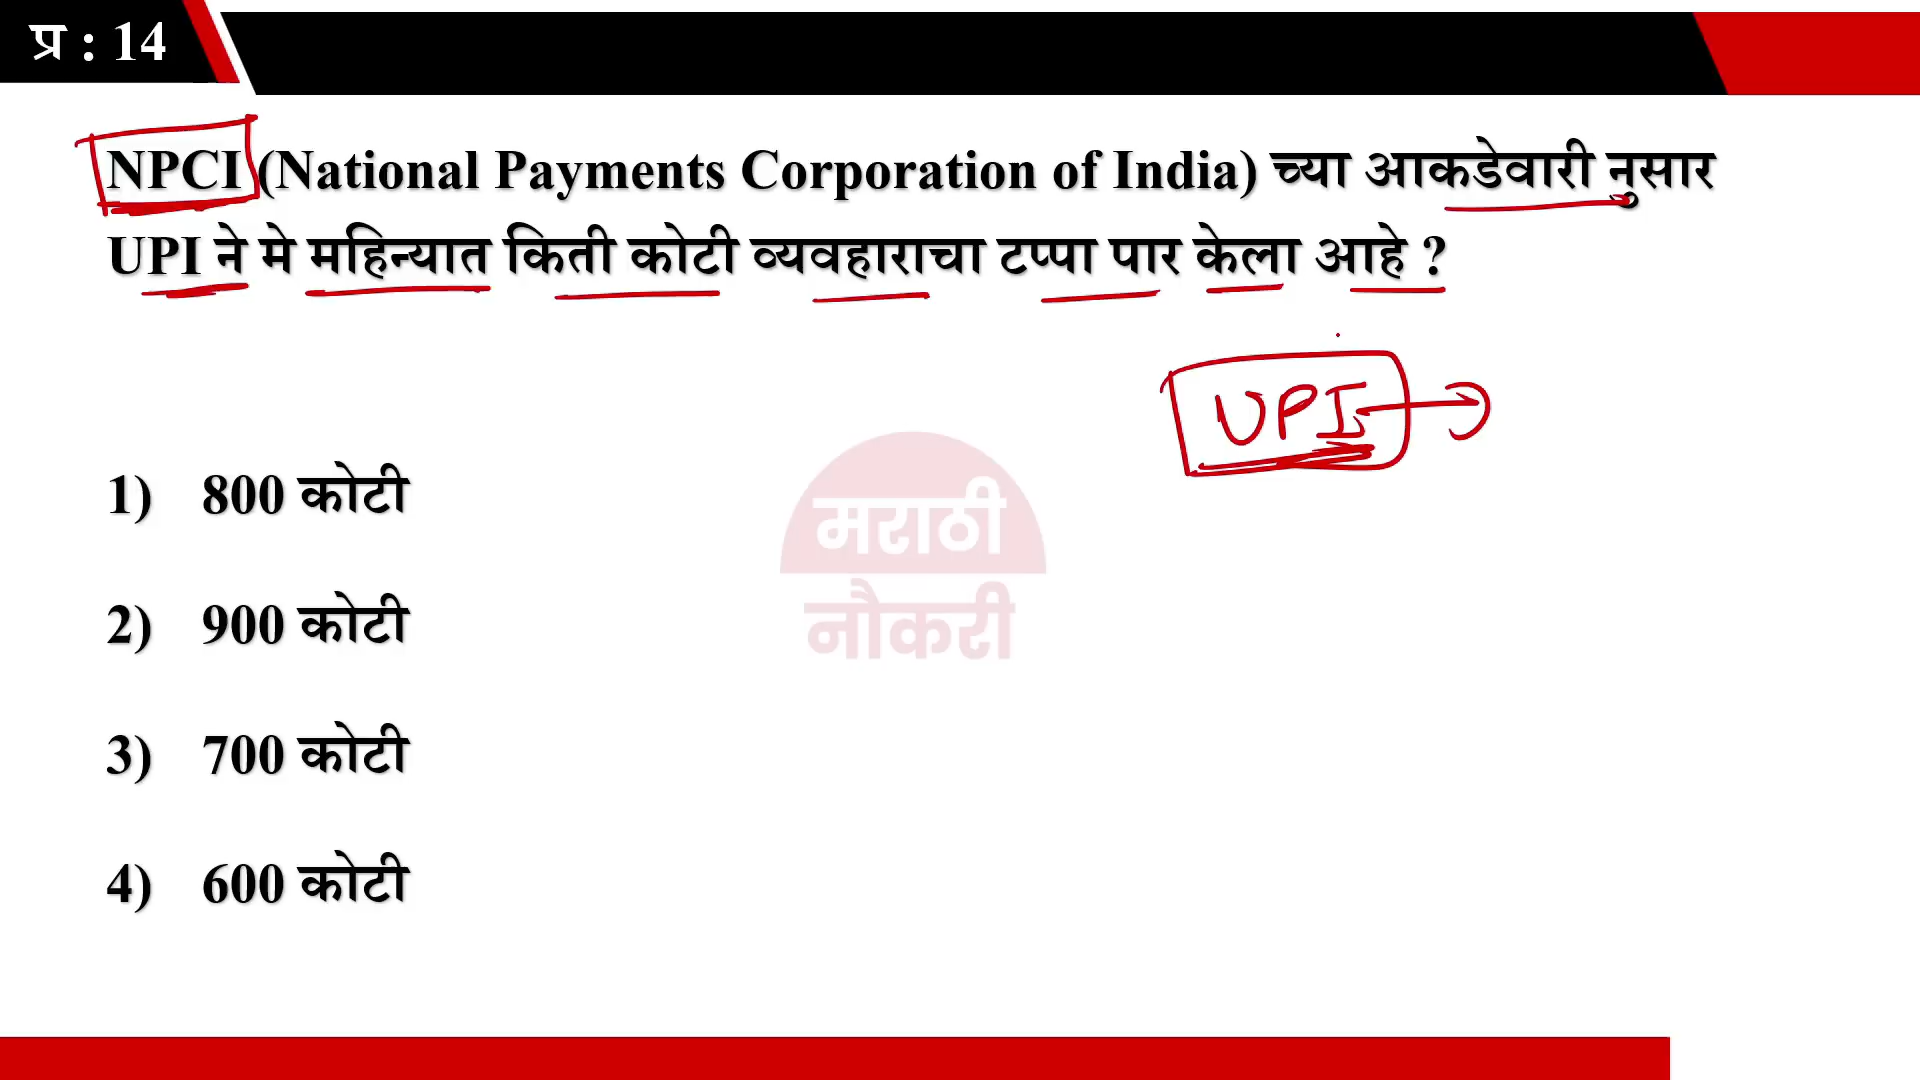 प्र : 14
NPCI (National Payments Corporation of India) च्या आकडेवारी नुसार
UPI ने मे महिन्यात किती कोटी व्यवहाराचा टप्पा पार केला आहे ?
UPI
1) 800 कोटी
मराठी
नौकरी
2) 900 कोटी
3) 700 कोटी
4) 600 कोटी